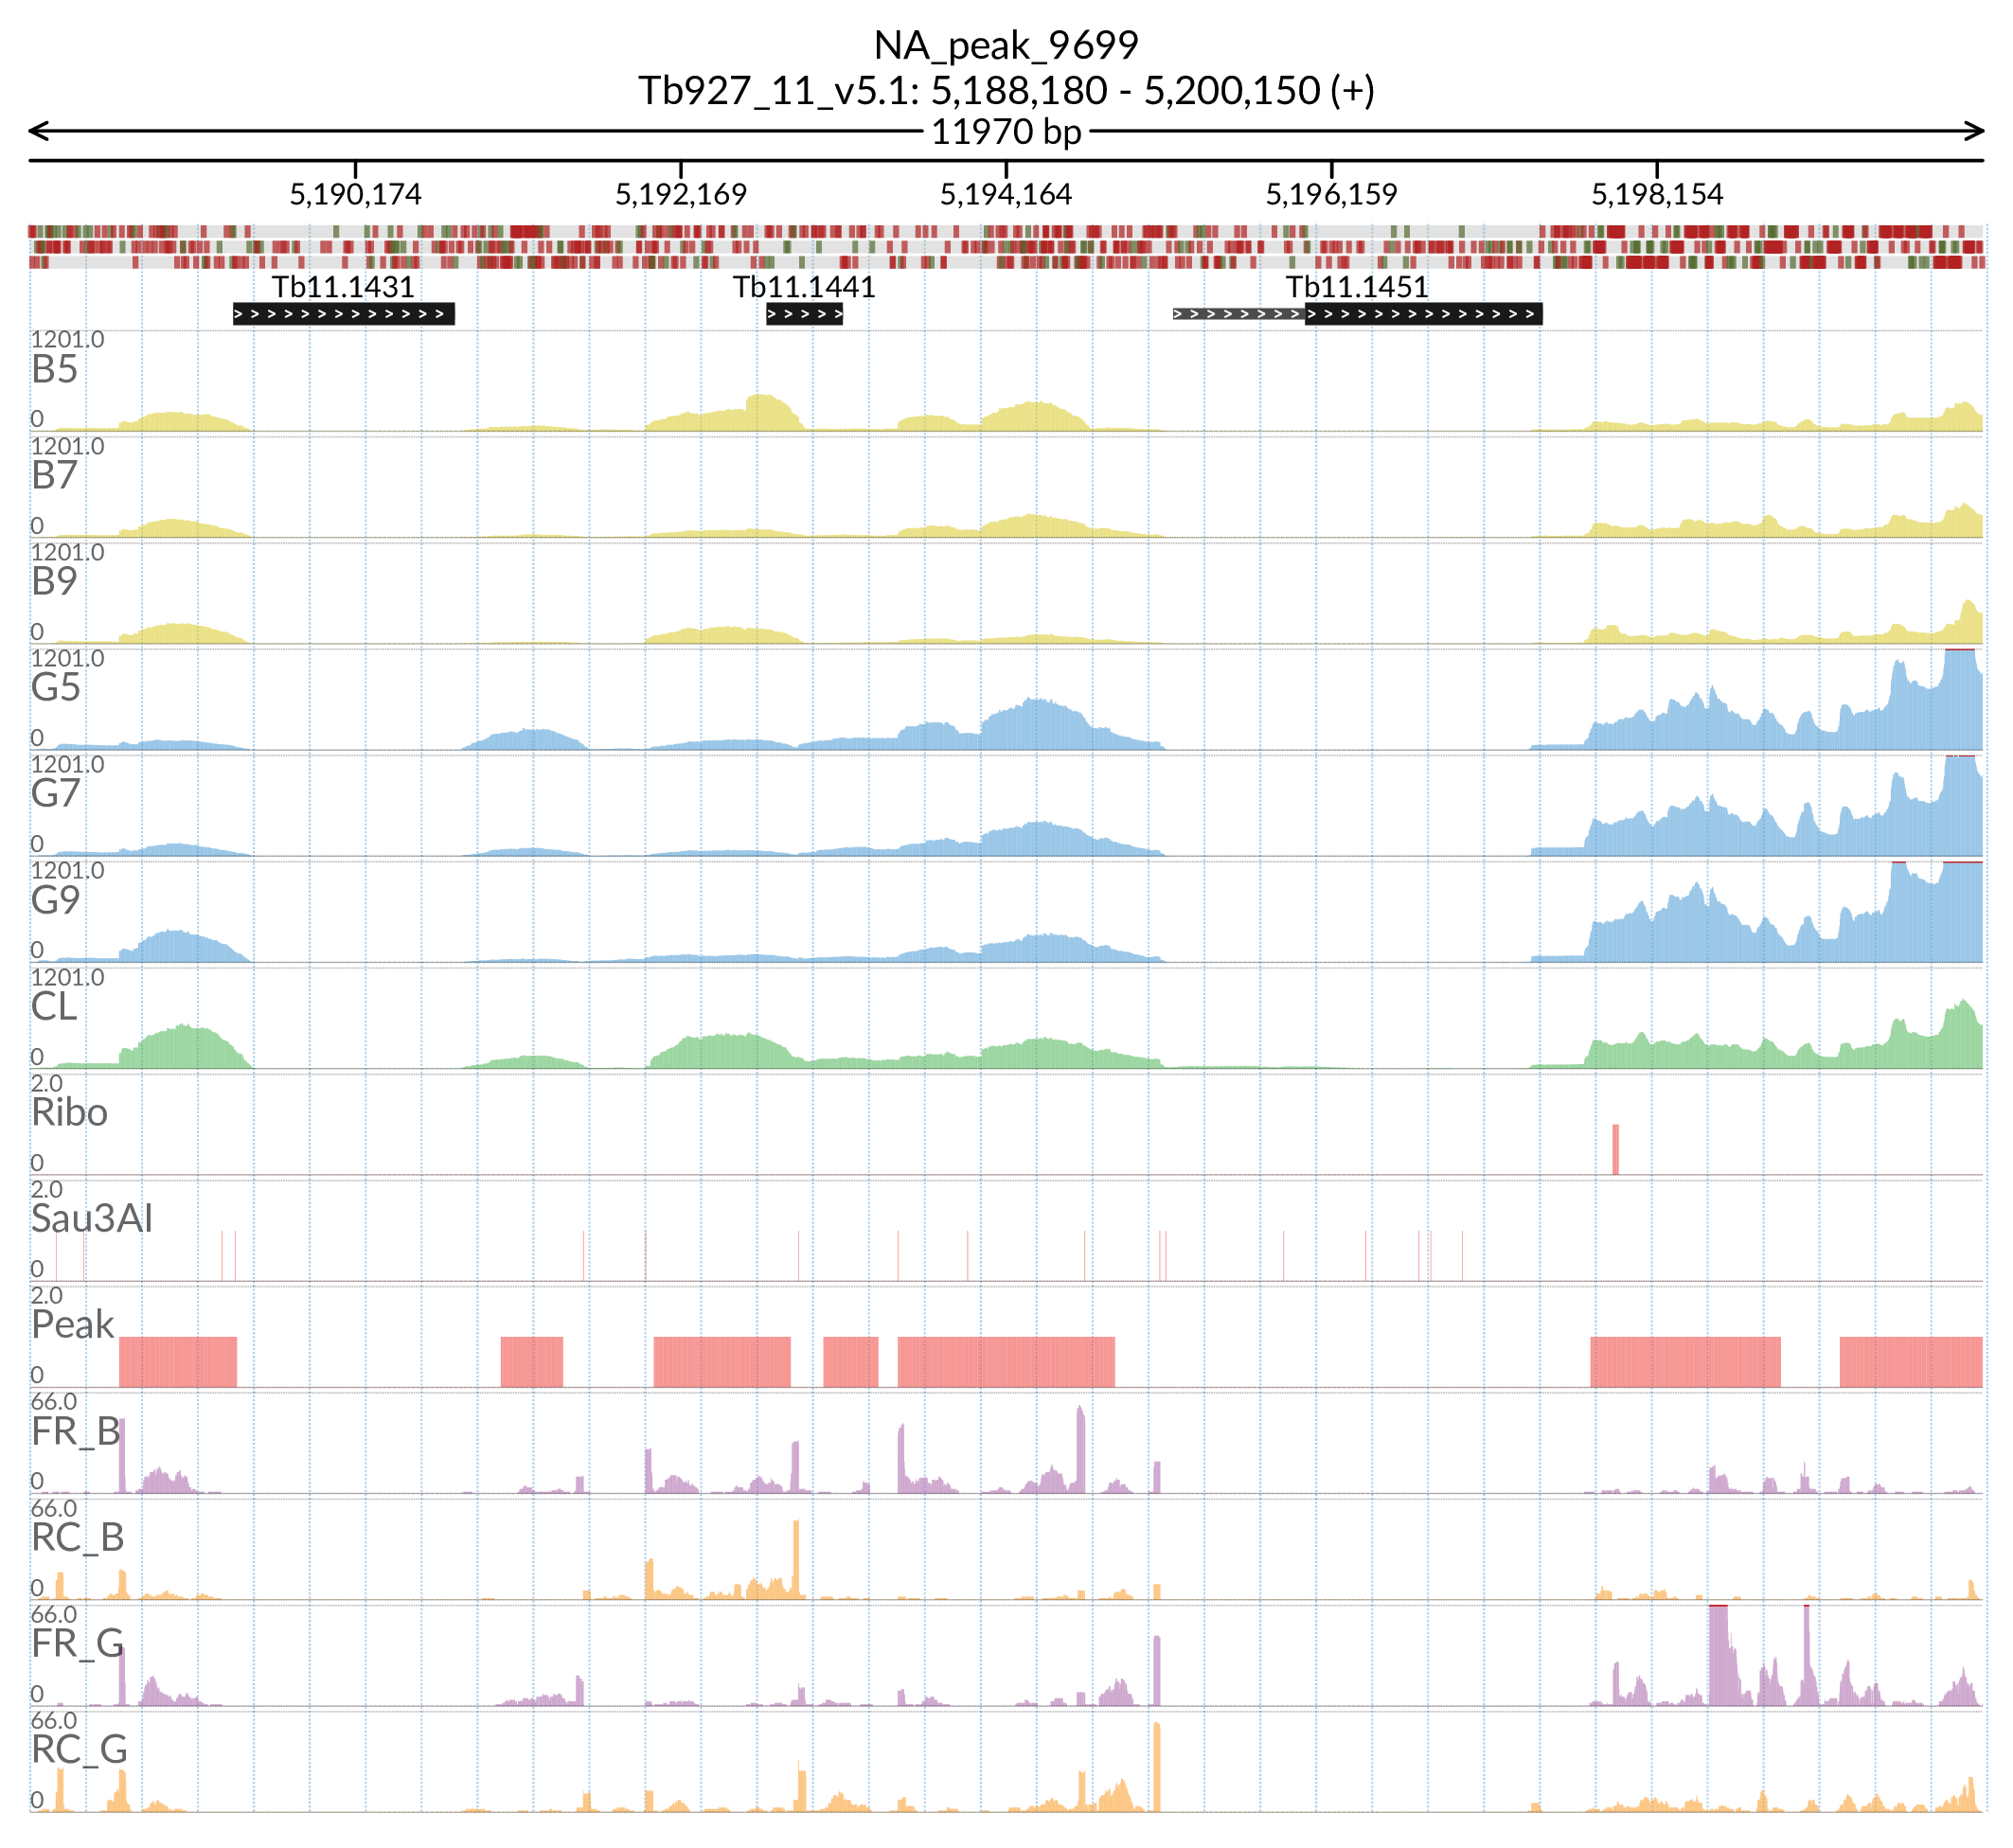 NA_peak_9699
Tb927_11_v5.1: 5,188,180 - 5,200,150 (+)
11970 bp
5,190,174 5,192,169 5,194,164 5,196,159 5,198,154
Tb11.1431 Tb11.1441 Tb11.1451
1201.0
B5
0
1201.0
B7
0
1201.0
B9
0
1201.0
G5
0
1201.0
G7
0
1201.0
G9
0
1201.0
CL
0
2.0
Ribo
0
2.0
Sau3AI
0
2.0
Peak
0
66.0
FR_B
0
66.0
RC_B
0
66.0
FR_G
0
66.0
RC_G
0